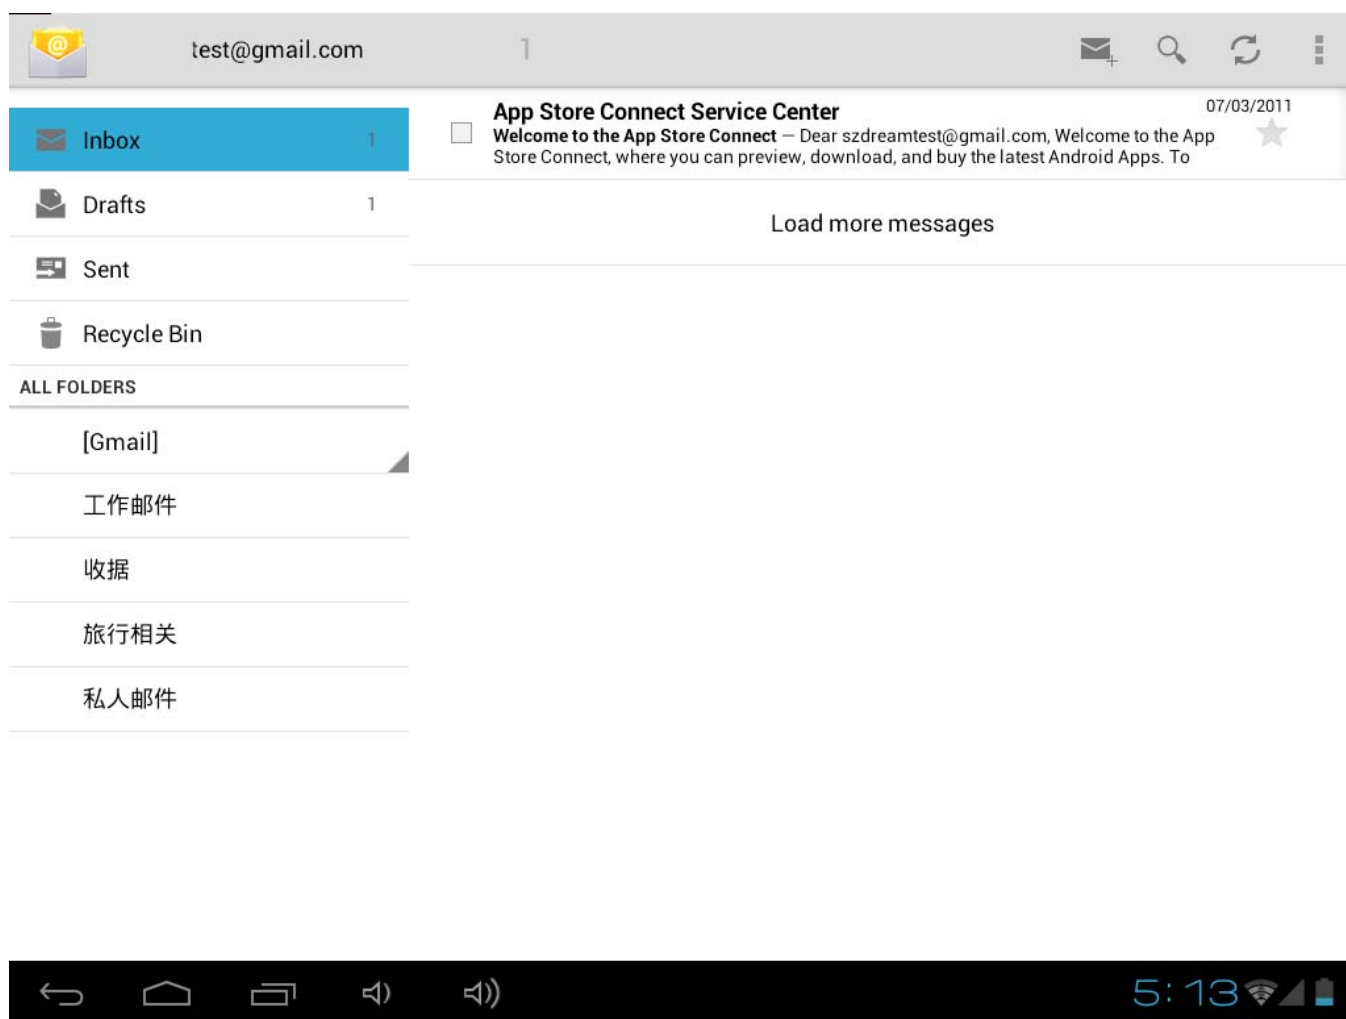 test@gmail.com 1
Inbox 1
Drafts 1
Sent
Recycle Bin
ALL FOLDERS
[Gmail]
工作邮件
收据
旅行相关
私人邮件
App Store Connect Service Center 07/03/2011
Welcome to the App Store Connect — Dear szdreamtest@gmail.com, Welcome to the App
Store Connect, where you can preview, download, and buy the latest Android Apps. To
Load more messages
5:13